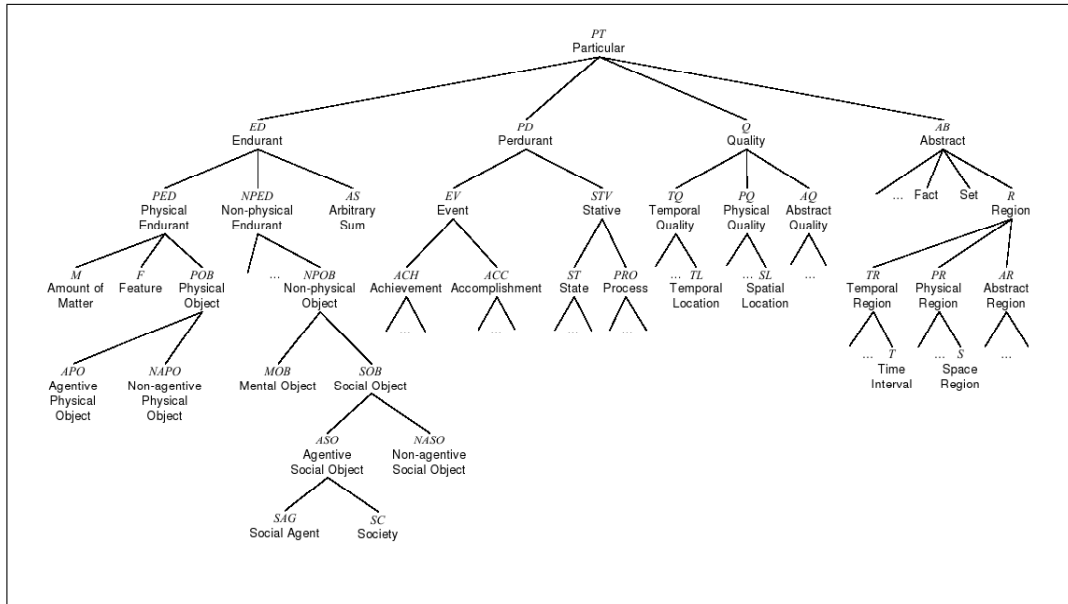 PT
Particular
ED PD Q AB
Endurant Perdurant Quality Abstract
PED NPED AS EV STV TQ PQ AQ ... Fact Set R
Physical Non-physical Arbitrary Event Stative Temporal Physical Abstract Region
Endurant Endurant Sum Quality Quality Quality
M F POB ... NPOB ACH ACC ST PRO ... TL ... SL ... TR PR AR
Amount of Feature Physical Non-physical Achievement Accomplishment State Process Temporal Spatial Temporal Physical Abstract
Matter Object Object Location Location Region Region Region
... ... ... ...
APO NAPO MOB SOB ... T ... S ...
Agentive Non-agentive Mental Object Social Object Time Space
Physical Physical Interval Region
Object Object
ASO NASO
Agentive Non-agentive
Social Object Social Object
SAG SC
Social Agent Society